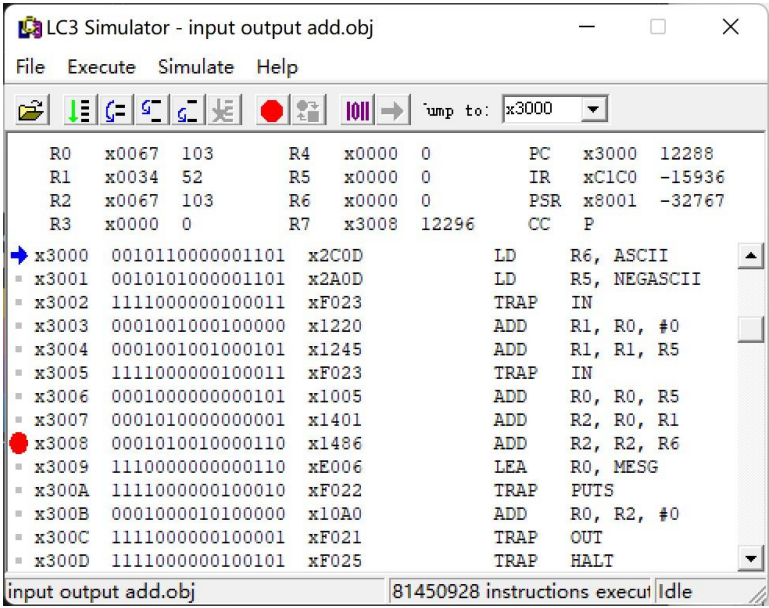 LC3 Simulator - input output add.obj
File Execute Simulate Help
ump to: x3000
R0 x0067 103 R4 x0000 0 PC x3000 12288
R1 x0034 52 R5 x0000 0 IR xC1C0 -15936
R2 x0067 103 R6 x0000 0 PSR x8001 -32767
R3 x0000 0 R7 x3008 12296 CC P
x3000 0010110000001101 x2C0D LD R6, ASCII
x3001 0010101000001101 x2A0D LD R5, NEGASCII
x3002 1111000000100011 xF023 TRAP IN
x3003 0001001000100000 x1220 ADD R1, R0, #0
x3004 0001001001000101 x1245 ADD R1, R1, R5
x3005 1111000000100011 xF023 TRAP IN
x3006 0001000000000101 x1005 ADD R0, R0, R5
x3007 0001010000000001 x1401 ADD R2, R0, R1
x3008 0001010010000110 x1486 ADD R2, R2, R6
x3009 1110000000000110 xE006 LEA R0, MESG
x300A 1111000000100010 xF022 TRAP PUTS
x300B 0001000010100000 x10A0 ADD R0, R2, #0
x300C 1111000000100001 xF021 TRAP OUT
x300D 1111000000100101 xF025 TRAP HALT
input output add.obj 81450928 instructions execut Idle